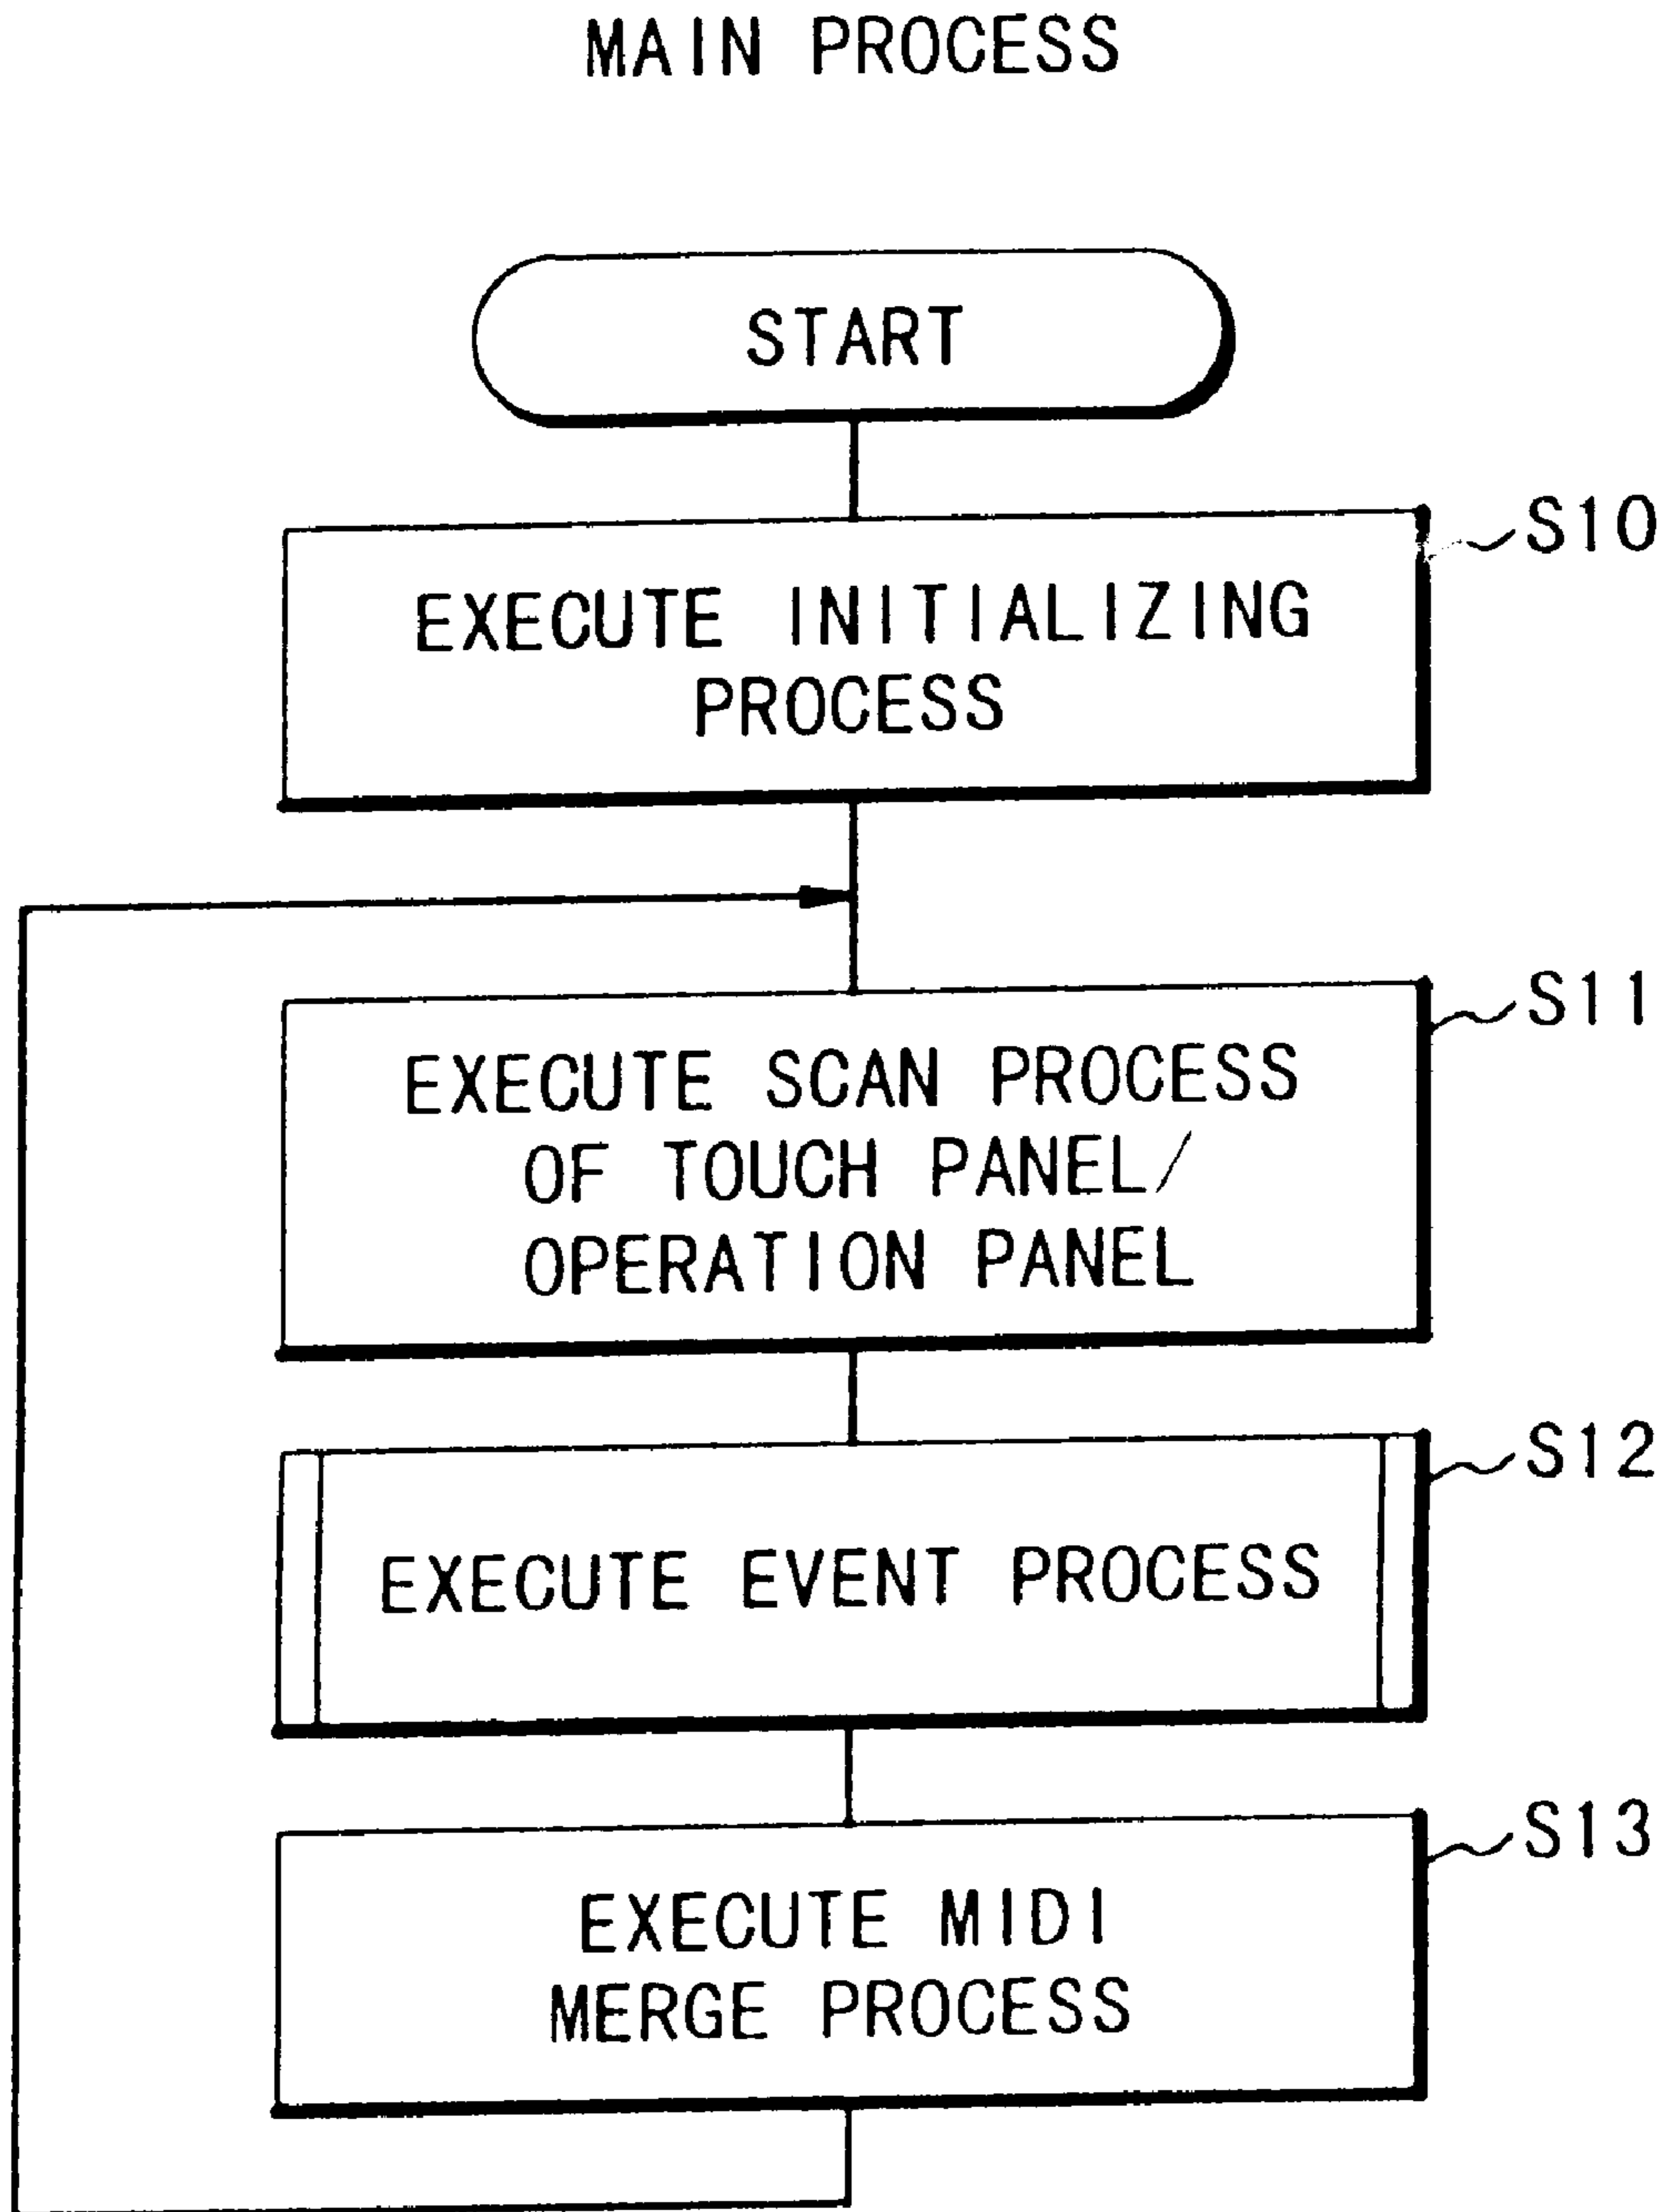 MAIN PROCESS
START
S10
EXECUTE INITIALIZING
PROCESS
S11
EXECUTE SCAN PROCESS
OF TOUCH PANEL/
OPERATION PANEL
S12
EXECUTE EVENT PROCESS
S13
EXECUTE MIDI
MERGE PROCESS